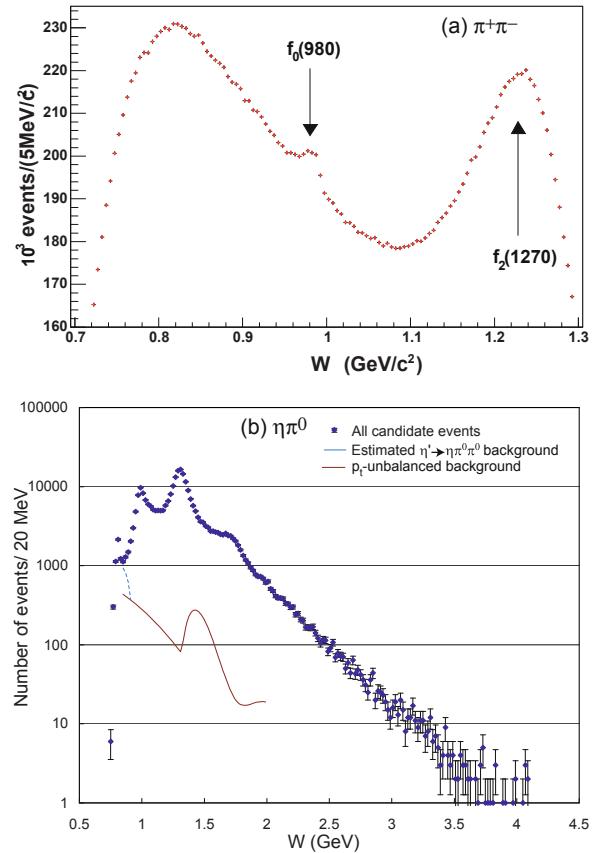 (a) π⁺π⁻
f₀(980)
f₂(1270)
10³ events/(5MeV/c²)
230
220
210
200
190
180
170
160
0.7 0.8 0.9 1 1.1 1.2 1.3
W (GeV/c²)
(b) ηπ⁰
All candidate events
Estimated η'→ηπ⁰π⁰ background
pₜ-unbalanced background
Number of events/ 20 MeV
100000
10000
1000
100
10
1
0.5 1 1.5 2 2.5 3 3.5 4 4.5
W (GeV)